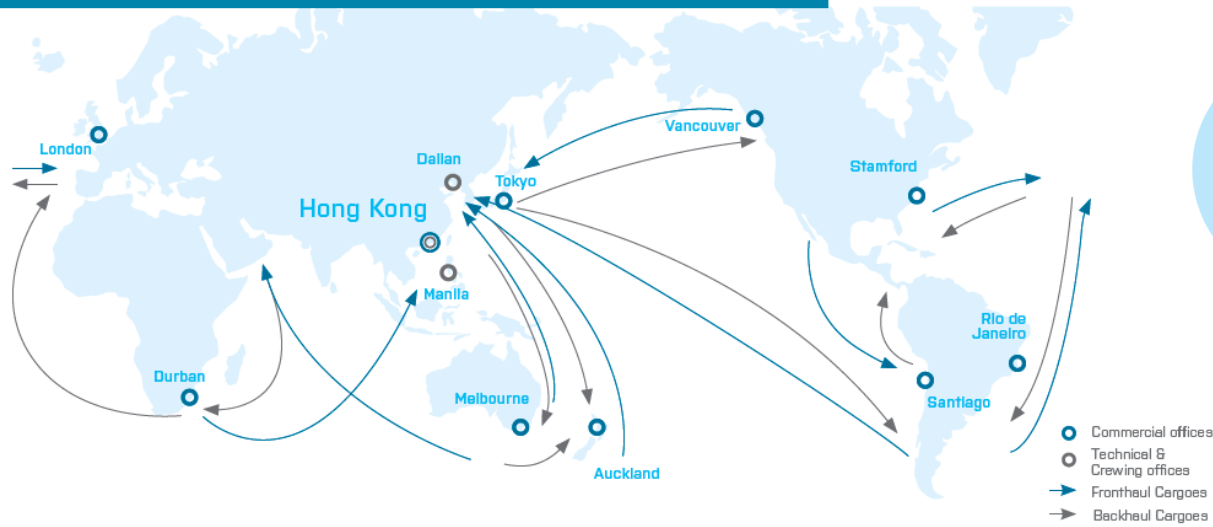 London
Vancouver
Dalian
Tokyo
Stamford
Hong Kong
Manila
Durban
Melbourne
Auckland
Rio de
Janeiro
Santiago
Commercial offices
Technical &
Crewing offices
Fronthaul Cargoes
Backhaul Cargoes